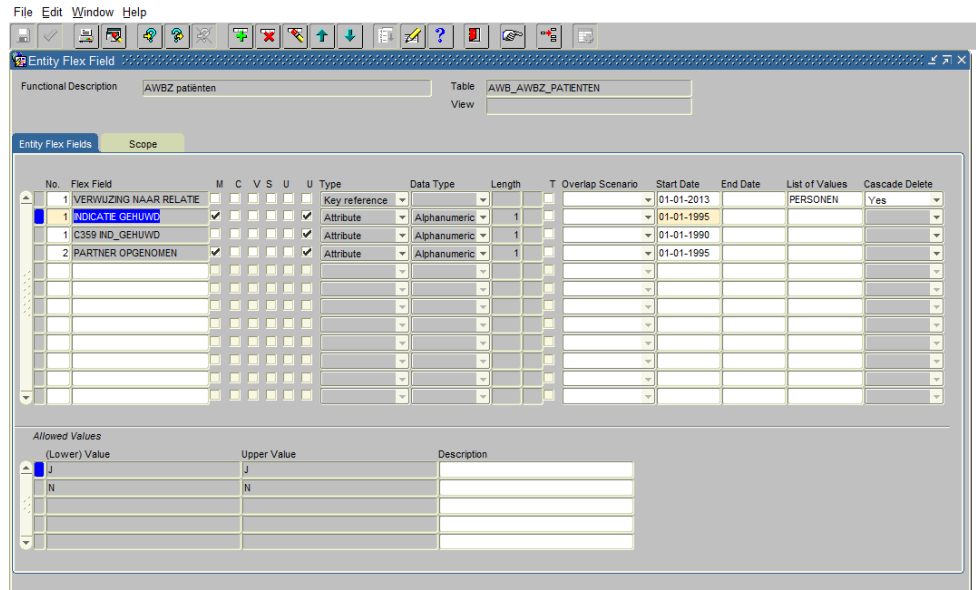 File Edit Window Help
Entity Flex Field
Functional Description AWBZ patiënten Table AWB_AWBZ_PATIENTEN
View
Entity Flex Fields Scope
No. Flex Field M C V S U U Type Data Type Length T Overlap Scenario Start Date End Date List of Values Cascade Delete
1 VERWIJZING NAAR RELATIE Key reference 01-01-2013 PERSONEN Yes
1 INDICATIE GEHUWD Attribute Alphanumeric 1 01-01-1995
1 C359 IND_GEHUWD Attribute Alphanumeric 1 01-01-1990
2 PARTNER OPGENOMEN Attribute Alphanumeric 1 01-01-1995
Allowed Values
(Lower) Value Upper Value Description
J J
N N